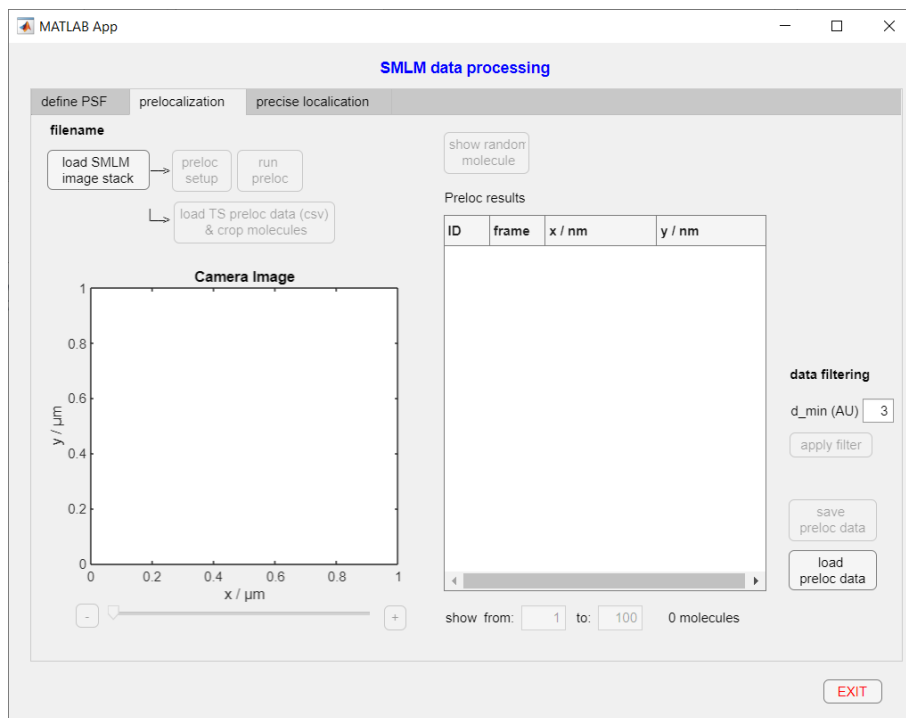 MATLAB App
SMLM data processing
define PSF
prelocalization
precise localication
filename
load SMLM
image stack
preloc
setup
run
preloc
load TS preloc data (csv)
& crop molecules
show random
molecule
Preloc results
ID
frame
x / nm
y / nm
Camera Image
1
0.8
0.6
0.4
0.2
0
y / µm
0
0.2
0.4
0.6
0.8
1
x / µm
-
+
show from:
1
to:
100
0 molecules
data filtering
d_min (AU)
3
apply filter
save
preloc data
load
preloc data
EXIT